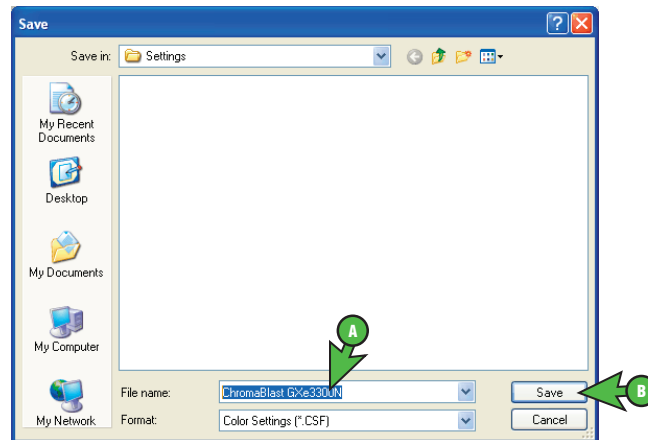 Save
Save in:
Settings
My Recent
Documents
Desktop
My Documents
My Computer
My Network
A
File name:
ChromaBlast GXe3300N
Save
B
Format:
Color Settings (*.CSF)
Cancel